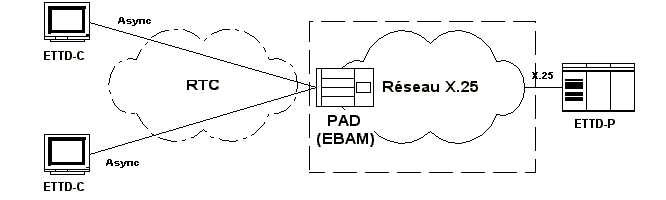 Async
ETTD-C
RTC
Réseau X.25
X.25
PAD
(EBAM)
ETTD-P
Async
ETTD-C